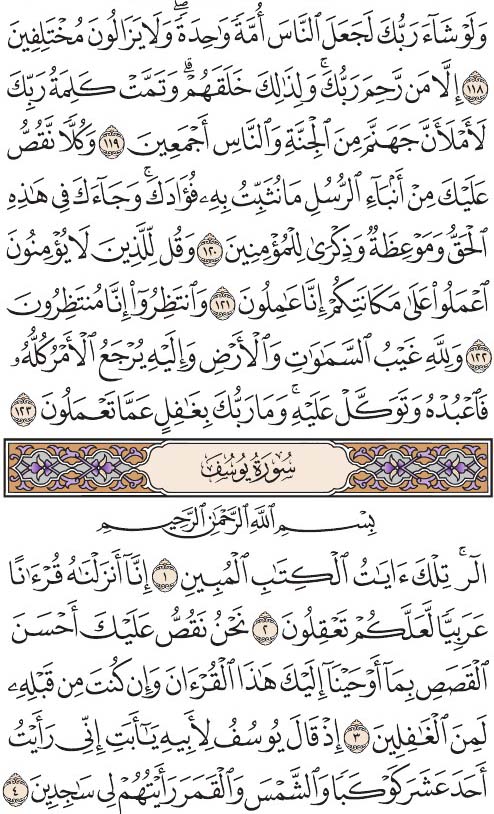 وَلَوْ شَآءَ رَبُّكَ لَجَعَلَ ٱلنَّاسَ أُمَّةً وَٰحِدَةً ۖ وَلَا يَزَالُونَ مُخْتَلِفِينَ
١١٨ إِلَّا مَن رَّحِمَ رَبُّكَ ۚ وَلِذَٰلِكَ خَلَقَهُمْ ۗ وَتَمَّتْ كَلِمَةُ رَبِّكَ
لَأَمْلَأَنَّ جَهَنَّمَ مِنَ ٱلْجِنَّةِ وَٱلنَّاسِ أَجْمَعِينَ ١١٩ وَكُلًّا نَّقُصُّ
عَلَيْكَ مِنْ أَنۢبَآءِ ٱلرُّسُلِ مَا نُثَبِّتُ بِهِۦ فُؤَادَكَ ۚ وَجَآءَكَ فِى هَٰذِهِ
ٱلْحَقُّ وَمَوْعِظَةٌ وَذِكْرَىٰ لِلْمُؤْمِنِينَ ١٢٠ وَقُل لِّلَّذِينَ لَا يُؤْمِنُونَ
ٱعْمَلُوا۟ عَلَىٰ مَكَانَتِكُمْ إِنَّا عَٰمِلُونَ ١٢١ وَٱنتَظِرُوٓا۟ إِنَّا مُنتَظِرُونَ
١٢٢ وَلِلَّهِ غَيْبُ ٱلسَّمَٰوَٰتِ وَٱلْأَرْضِ وَإِلَيْهِ يُرْجَعُ ٱلْأَمْرُ كُلُّهُۥ
فَٱعْبُدْهُ وَتَوَكَّلْ عَلَيْهِ ۚ وَمَا رَبُّكَ بِغَٰفِلٍ عَمَّا تَعْمَلُونَ ١٢٣
سُورَةُ يُوسُفَ
بِسْمِ ٱللَّهِ ٱلرَّحْمَٰنِ ٱلرَّحِيمِ
الٓر ۚ تِلْكَ ءَايَٰتُ ٱلْكِتَٰبِ ٱلْمُبِينِ ١ إِنَّآ أَنزَلْنَٰهُ قُرْءَٰنًا
عَرَبِيًّا لَّعَلَّكُمْ تَعْقِلُونَ ٢ نَحْنُ نَقُصُّ عَلَيْكَ أَحْسَنَ
ٱلْقَصَصِ بِمَآ أَوْحَيْنَآ إِلَيْكَ هَٰذَا ٱلْقُرْءَانَ وَإِن كُنتَ مِن قَبْلِهِۦ
لَمِنَ ٱلْغَٰفِلِينَ ٣ إِذْ قَالَ يُوسُفُ لِأَبِيهِ يَٰٓأَبَتِ إِنِّى رَأَيْتُ
أَحَدَ عَشَرَ كَوْكَبًا وَٱلشَّمْسَ وَٱلْقَمَرَ رَأَيْتُهُمْ لِى سَٰجِدِينَ ٤